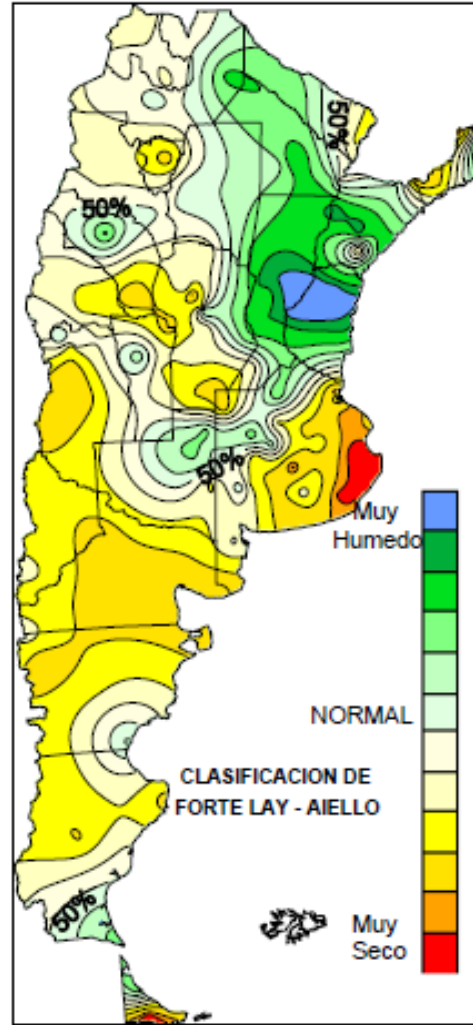 50%
50%
50%
Muy
Humedo
NORMAL
CLASIFICACION DE
FORTE LAY - AIELLO
50%
Muy
Seco